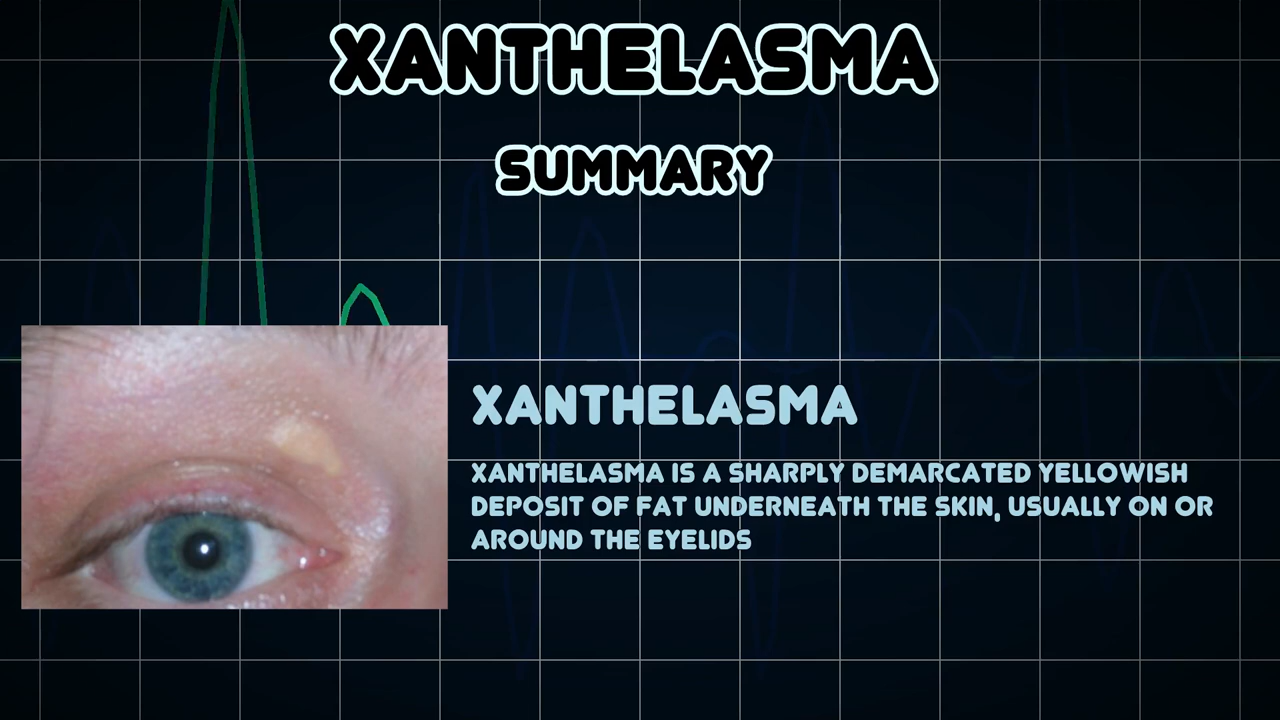 XANTHELASMA
SUMMARY
XANTHELASMA
XANTHELASMA IS A SHARPLY DEMARCATED YELLOWISH
DEPOSIT OF FAT UNDERNEATH THE SKIN, USUALLY ON OR
AROUND THE EYELIDS